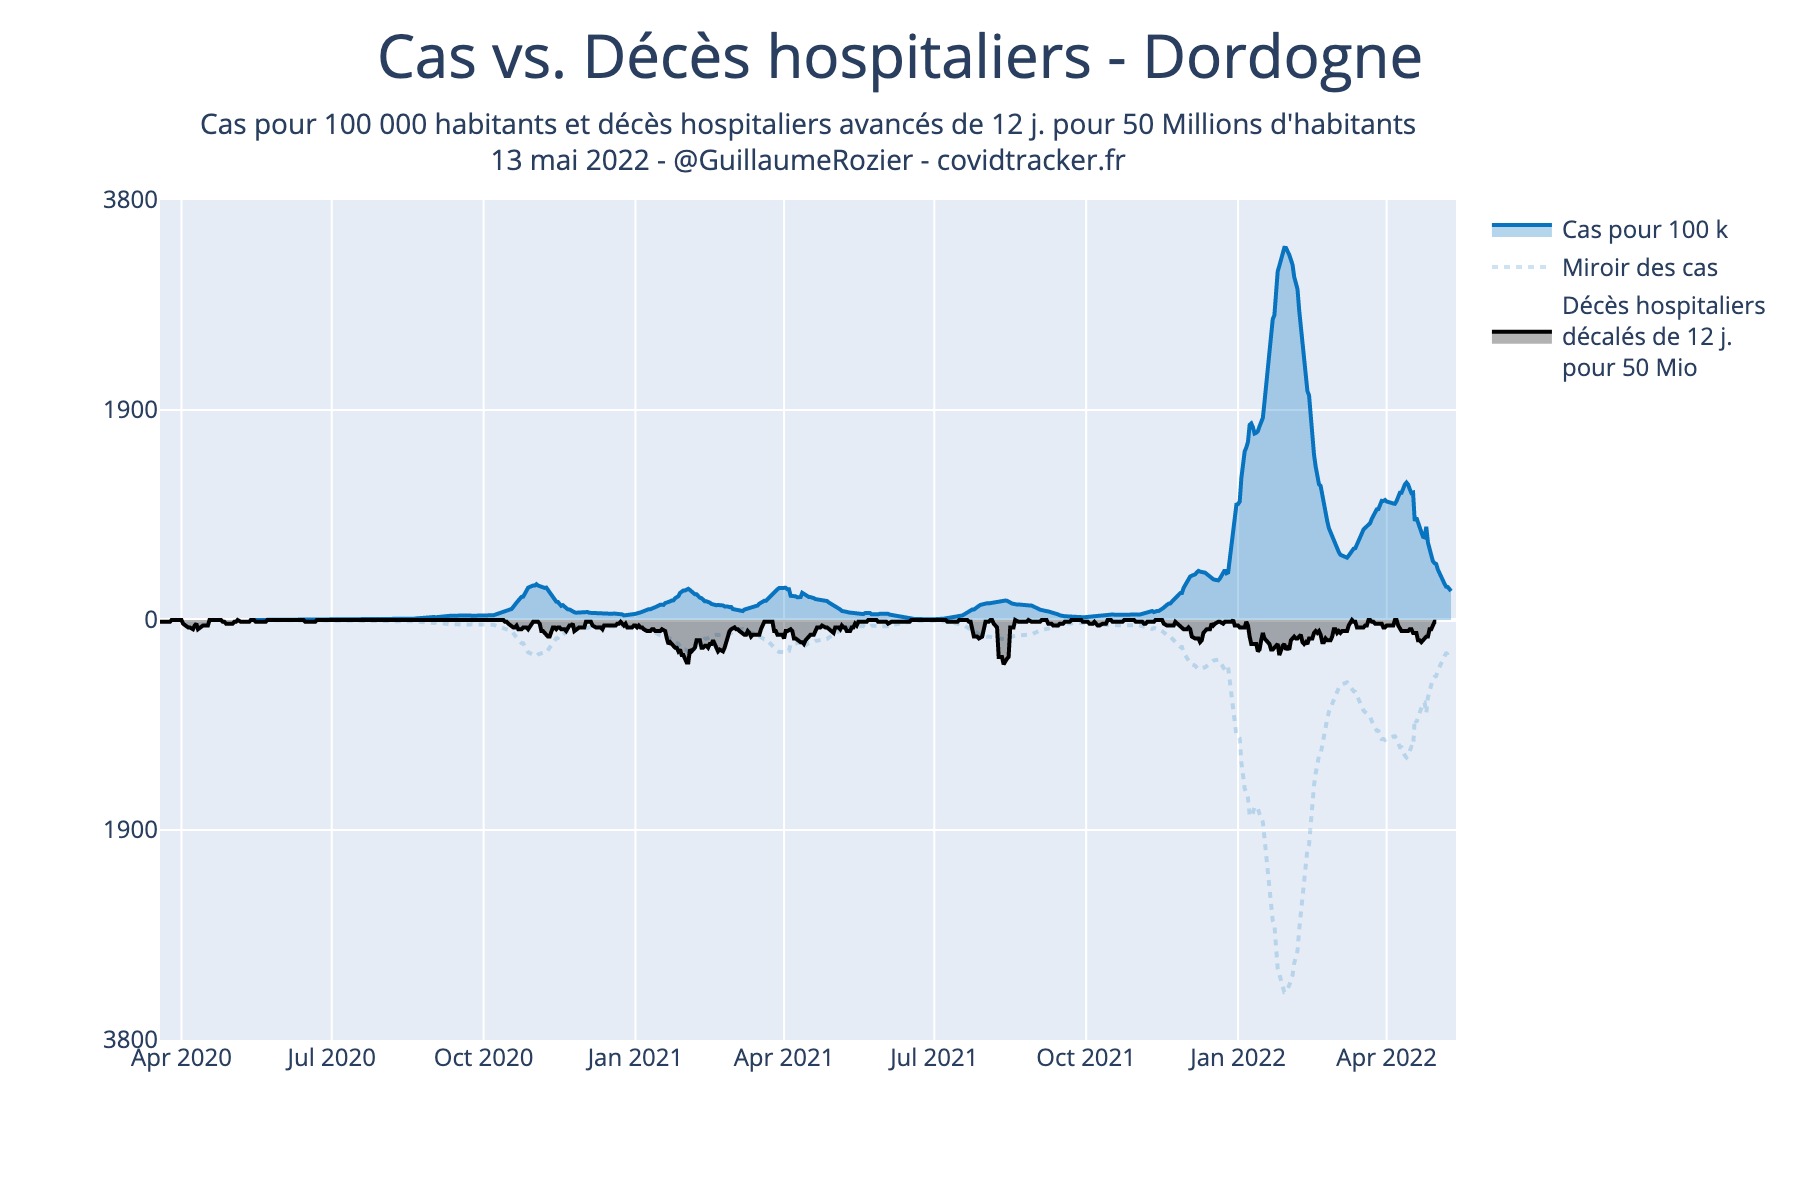 Cas vs. Décès hospitaliers - Dordogne
Cas pour 100 000 habitants et décès hospitaliers avancés de 12 j. pour 50 Millions d'habitants
13 mai 2022 - @GuillaumeRozier - covidtracker.fr
3800
1900
0
1900
3800
Apr 2020
Jul 2020
Oct 2020
Jan 2021
Apr 2021
Jul 2021
Oct 2021
Jan 2022
Apr 2022
Cas pour 100 k
Miroir des cas
Décès hospitaliers
décalés de 12 j.
pour 50 Mio